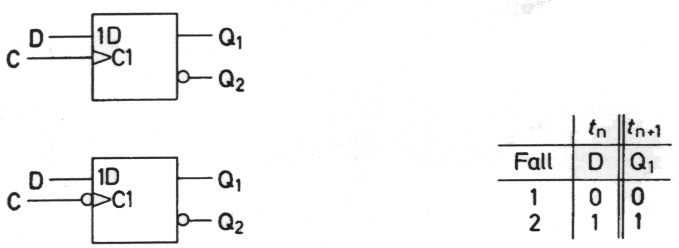 D 1D Q₁
C C1
Q₂
D 1D Q₁
C C1
Q₂
tₙ tₙ₊₁
Fall D Q₁
1 0 0
2 1 1